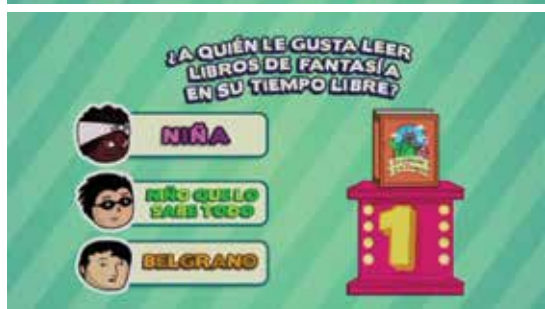 ¿A QUIÉN LE GUSTA LEER
LIBROS DE FANTASÍA
EN SU TIEMPO LIBRE?
NIÑA
NIÑO QUE LO
SABE TODO
BELGRANO
1